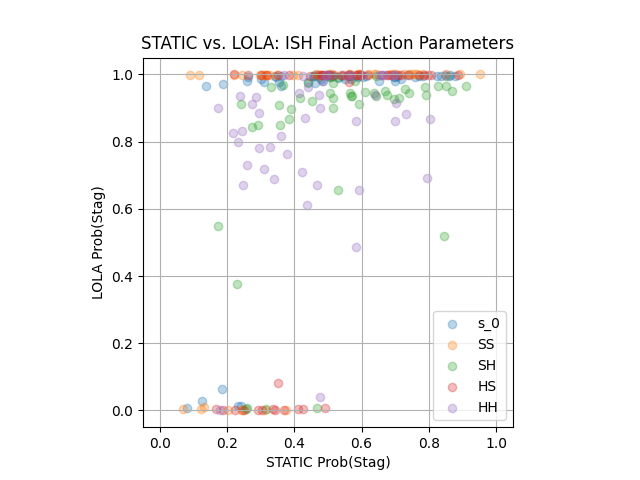 STATIC vs. LOLA: ISH Final Action Parameters
1.0
0.8
0.6
0.4
0.2
0.0
LOLA Prob(Stag)
s_0
SS
SH
HS
HH
0.0 0.2 0.4 0.6 0.8 1.0
STATIC Prob(Stag)